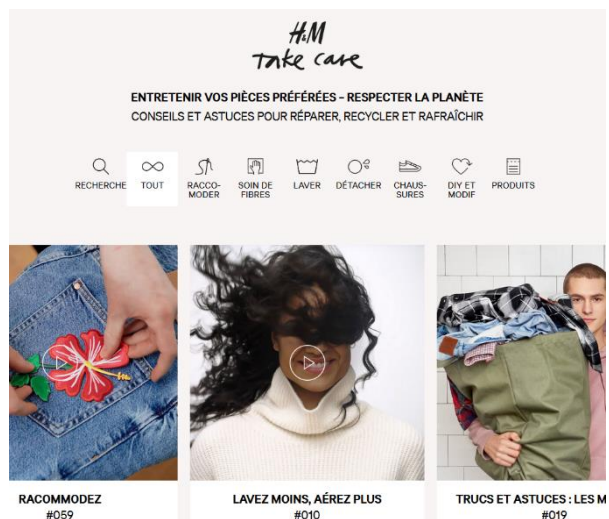 H&M
Take care
ENTRETENIR VOS PIÈCES PRÉFÉRÉES – RESPECTER LA PLANÈTE
CONSEILS ET ASTUCES POUR RÉPARER, RECYCLER ET RAFRAÎCHIR
RECHERCHE TOUT RACCO- SOIN DE LAVER DÉTACHER CHAUS- DIY ET PRODUITS
MODER FIBRES SURES MODIF
RACOMMODEZ LAVEZ MOINS, AÉREZ PLUS TRUCS ET ASTUCES : LES M
#059 #010 #019